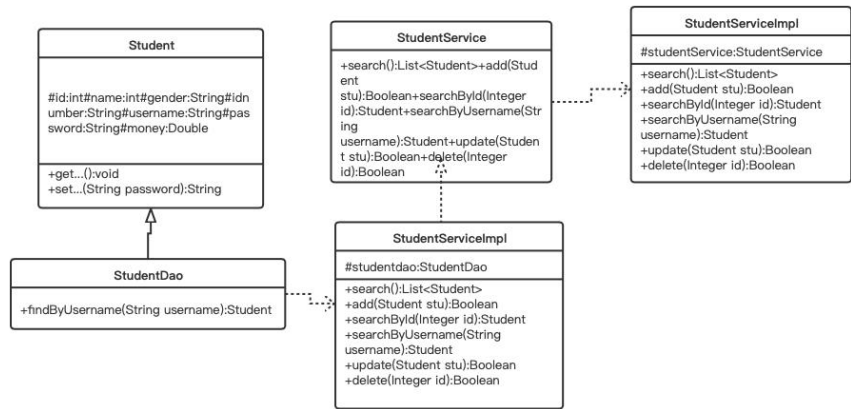 Student
#id:int#name:int#gender:String#idn
umber:String#username:String#pas
sword:String#money:Double
+get...():void
+set...(String password):String
StudentDao
+findByUsername(String username):Student
StudentService
+search():List<Student>+add(Stud
ent
stu):Boolean+searchById(Integer
id):Student+searchByUsername(Str
ing
username):Student+update(Studen
t stu):Boolean+delete(Integer
id):Boolean
StudentServiceImpl
#studentdao:StudentDao
+search():List<Student>
+add(Student stu):Boolean
+searchById(Integer id):Student
+searchByUsername(String
username):Student
+update(Student stu):Boolean
+delete(Integer id):Boolean
StudentServiceImpl
#studentService:StudentService
+search():List<Student>
+add(Student stu):Boolean
+searchById(Integer id):Student
+searchByUsername(String
username):Student
+update(Student stu):Boolean
+delete(Integer id):Boolean